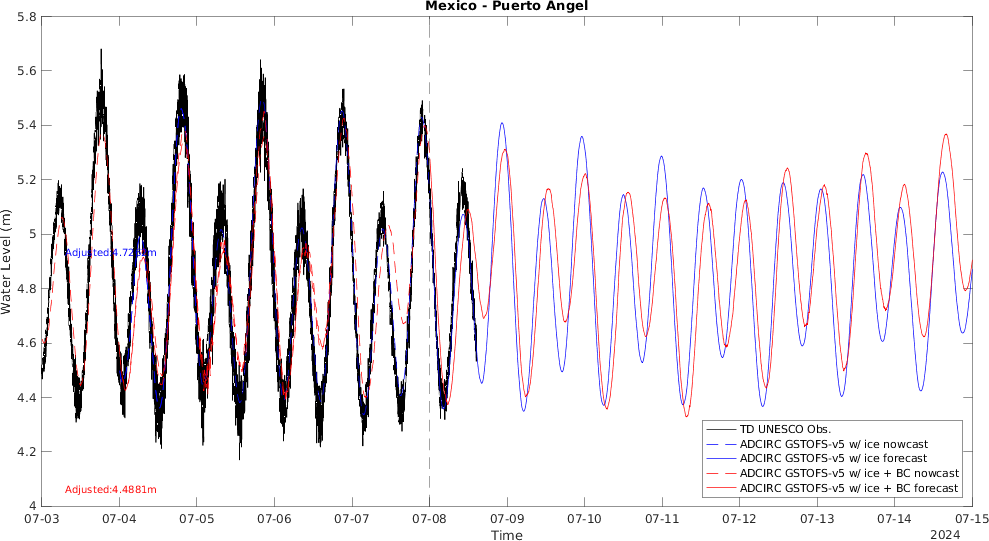 Mexico - Puerto Angel
5.8
5.6
5.4
5.2
5
4.8
4.6
4.4
4.2
4
Water Level (m)
Adjusted:4.4881m
TD UNESCO Obs.
ADCIRC GSTOFS-v5 w/ ice nowcast
ADCIRC GSTOFS-v5 w/ ice forecast
ADCIRC GSTOFS-v5 w/ ice + BC nowcast
ADCIRC GSTOFS-v5 w/ ice + BC forecast
07-03 07-04 07-05 07-06 07-07 07-08 07-09 07-10 07-11 07-12 07-13 07-14 07-15
Time
2024